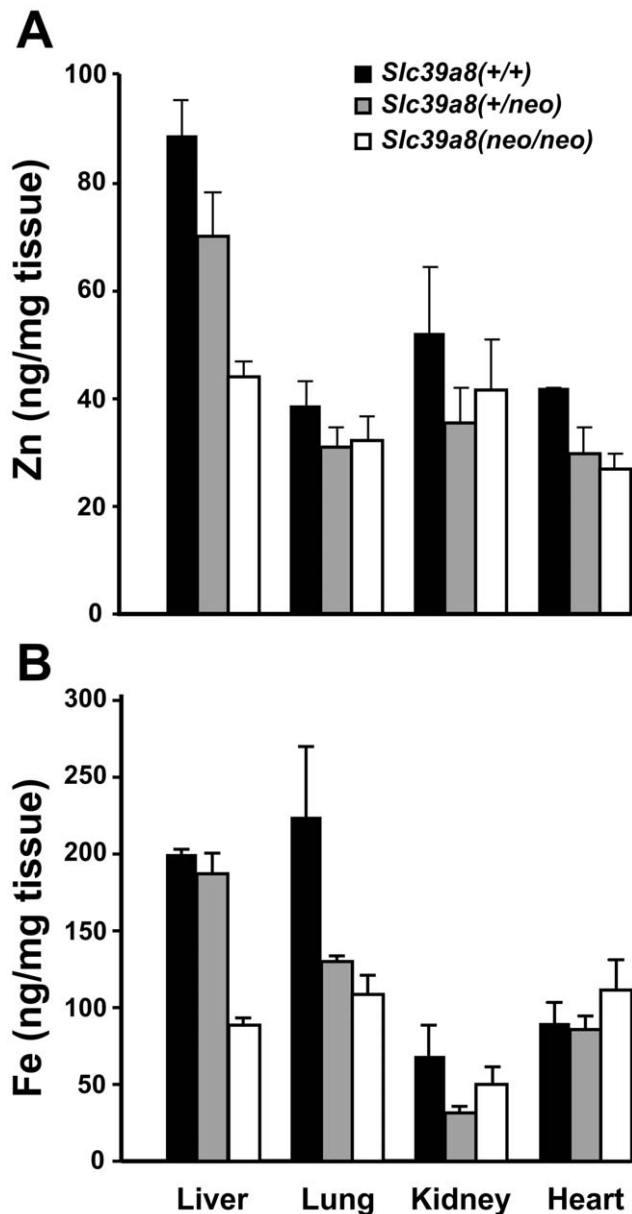 A
Slc39a8(+/+)
Slc39a8(+/neo)
Slc39a8(neo/neo)
Zn (ng/mg tissue)
100
80
60
40
20
0
B
Fe (ng/mg tissue)
300
250
200
150
100
50
0
Liver Lung Kidney Heart